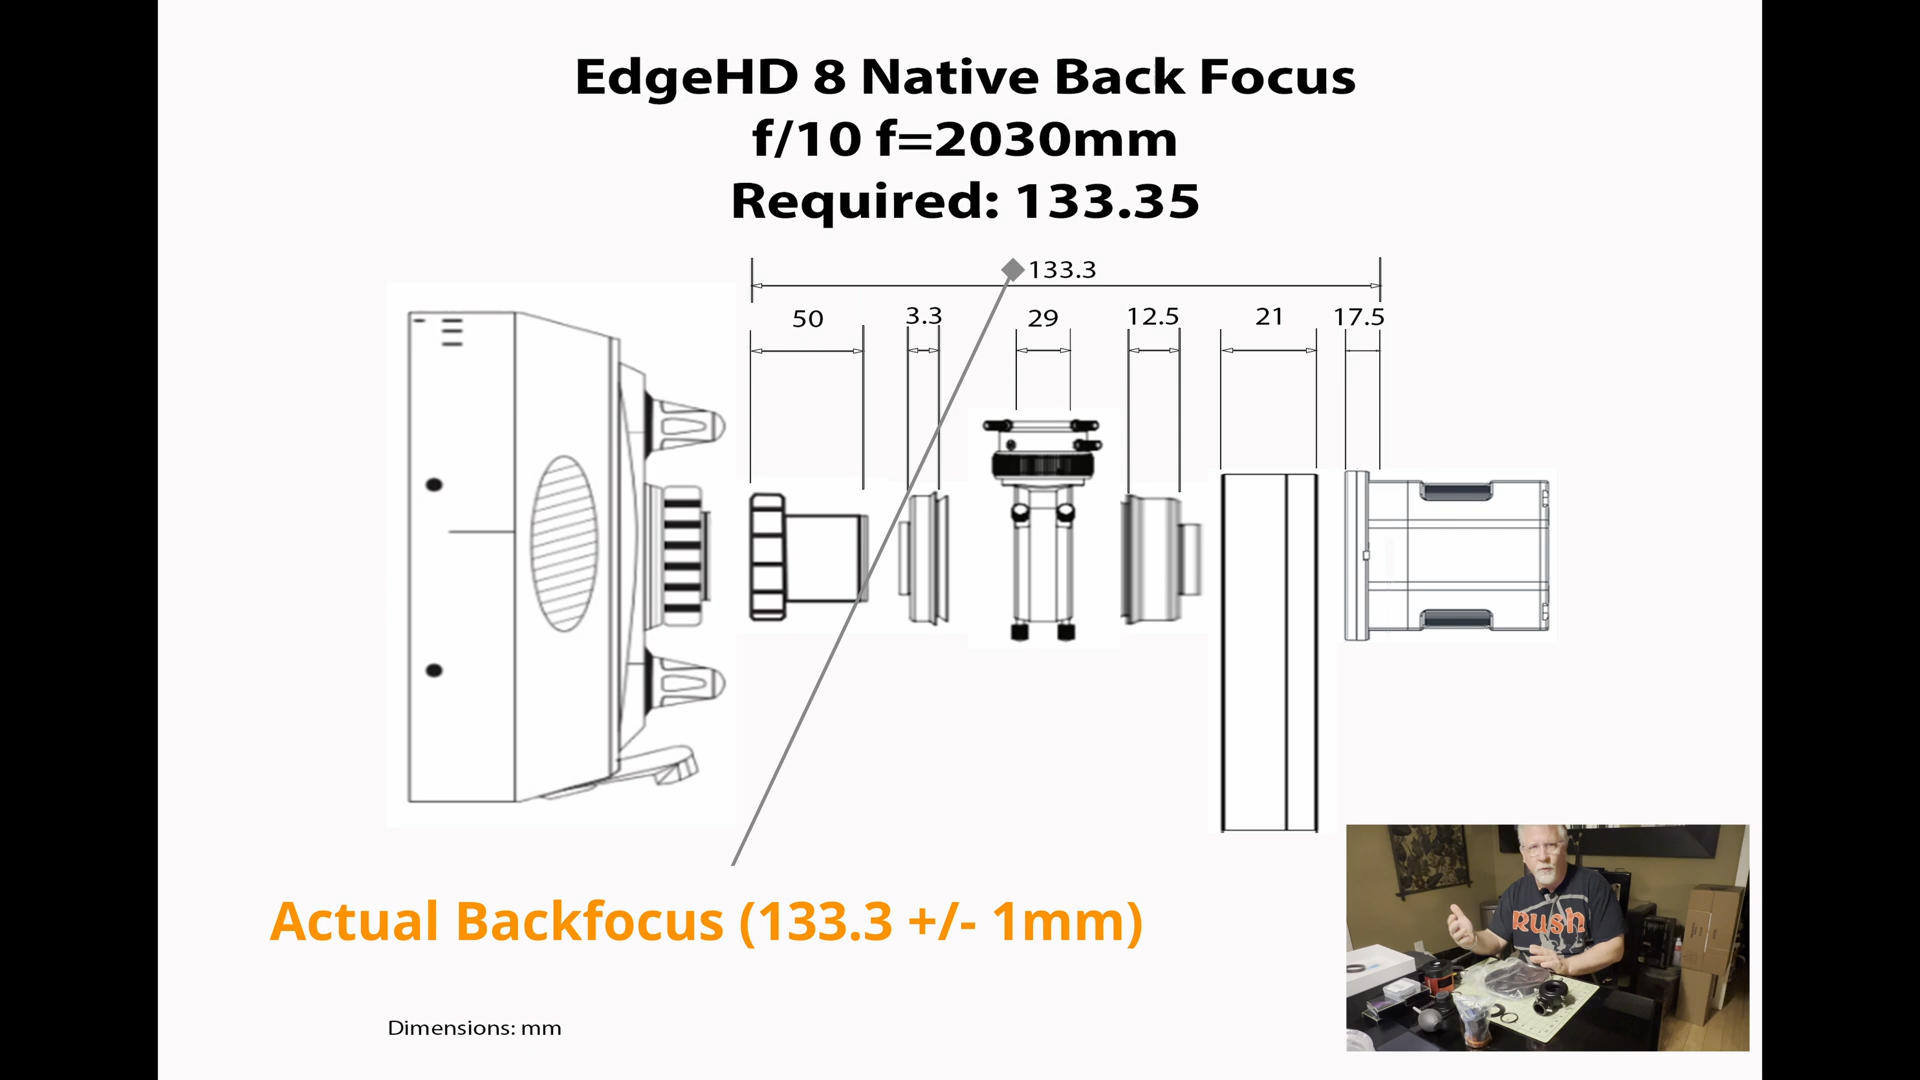 EdgeHD 8 Native Back Focus
f/10 f=2030mm
Required: 133.35
133.3
50 3.3 29 12.5 21 17.5
Actual Backfocus (133.3 +/- 1mm)
Rush
Dimensions: mm